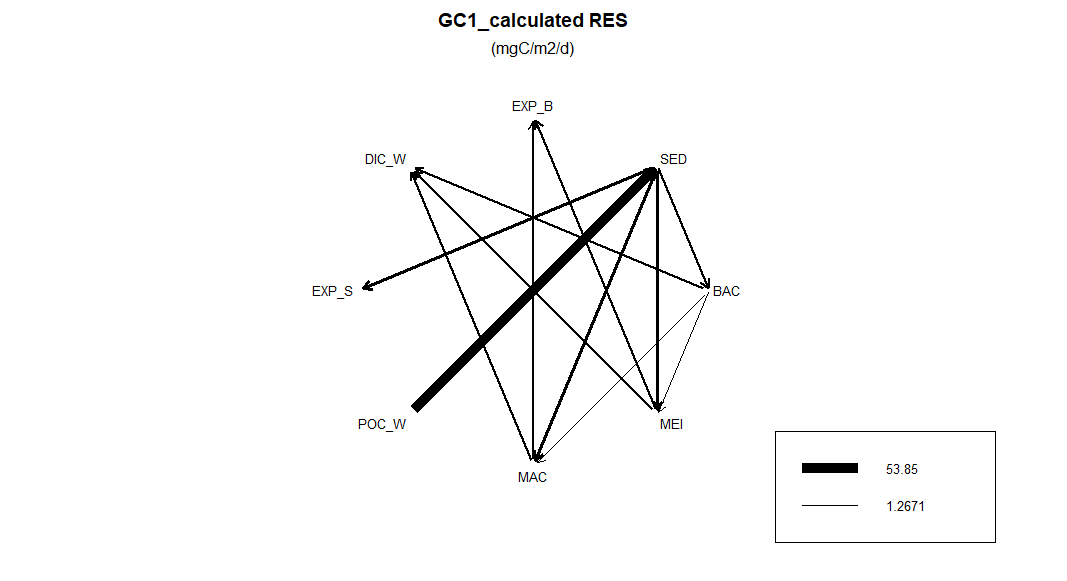 GC1_calculated RES
(mgC/m2/d)
EXP_B
DIC_W
SED
EXP_S
BAC
POC_W
MEI
MAC
53.85
1.2671